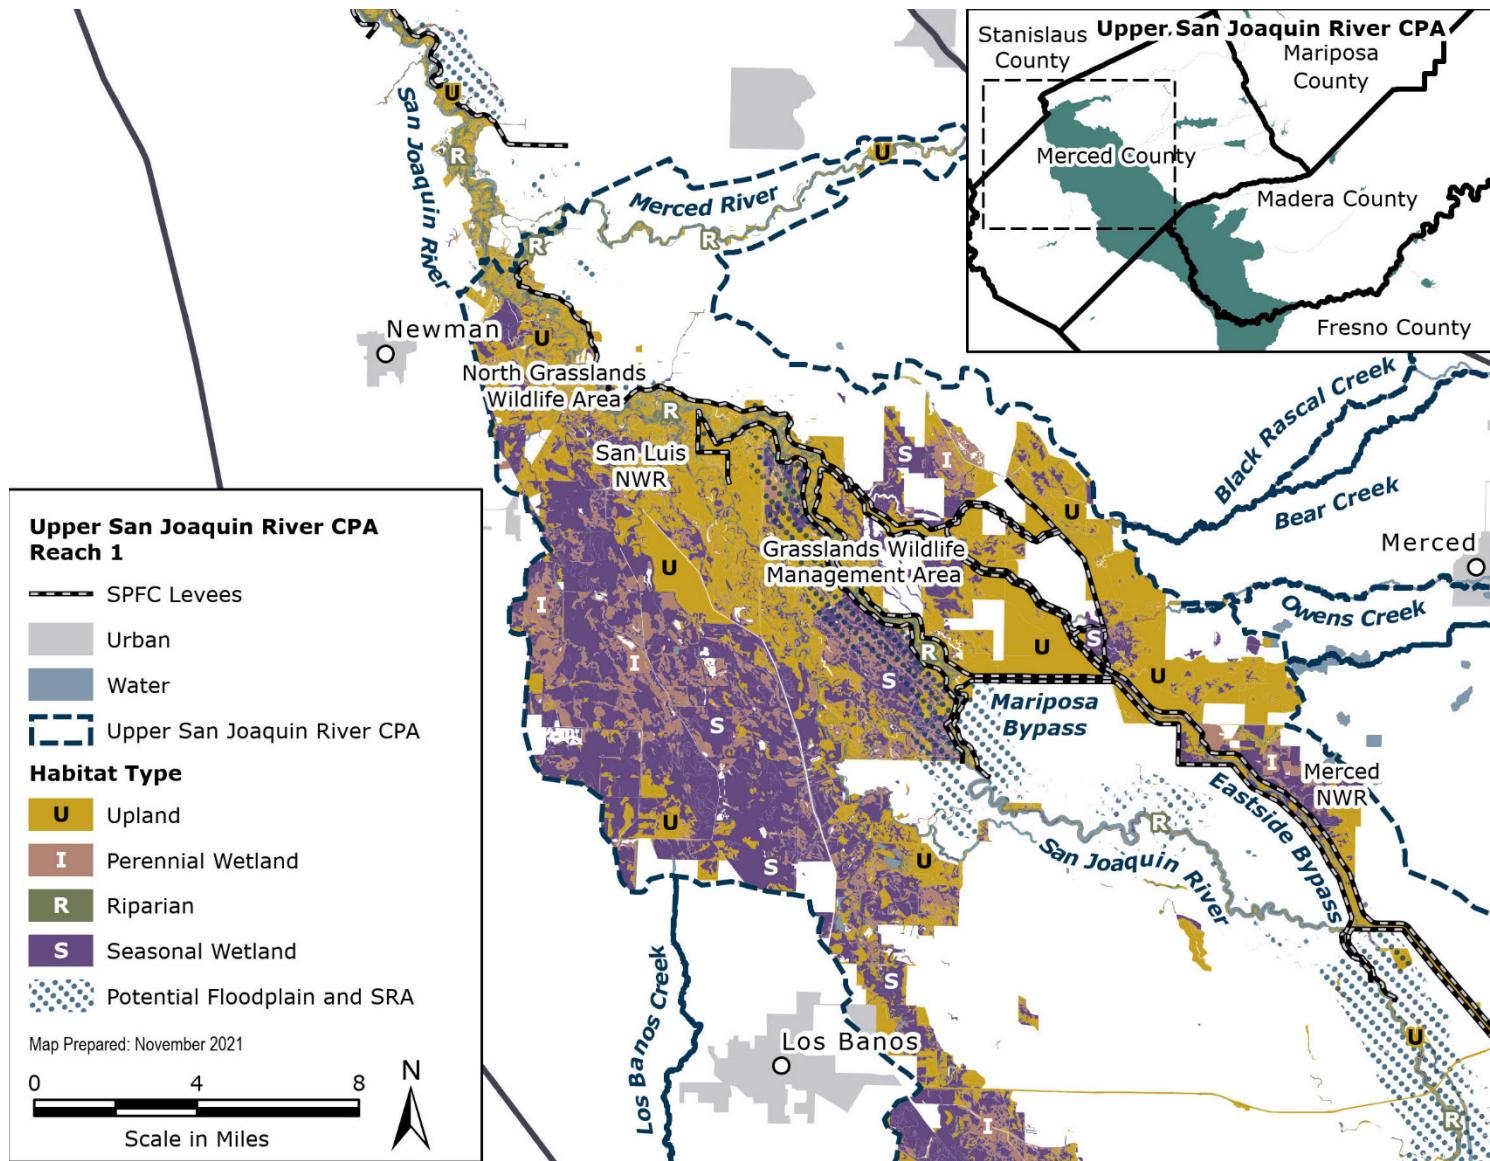 Upper San Joaquin River CPA
Stanislaus
County
Mariposa
County
Merced County
Madera County
Fresno County
U
San Joaquin River
R
U
Merced River
R
R
Newman
U
North Grasslands
Wildlife Area
R
San Luis
NWR
S
I
Black Rascal Creek
Bear Creek
U
Merced
Grasslands Wildlife
Management Area
U
I
Owens Creek
S
R
U
U
I
S
S
Mariposa
Bypass
I
Merced
NWR
Eastside Bypass
R
San Joaquin River
U
U
S
S
Los Banos Creek
Los Banos
U
I
R
Upper San Joaquin River CPA
Reach 1
SPFC Levees
Urban
Water
Upper San Joaquin River CPA
Habitat Type
U Upland
I Perennial Wetland
R Riparian
S Seasonal Wetland
Potential Floodplain and SRA
Map Prepared: November 2021
N
0 4 8
Scale in Miles